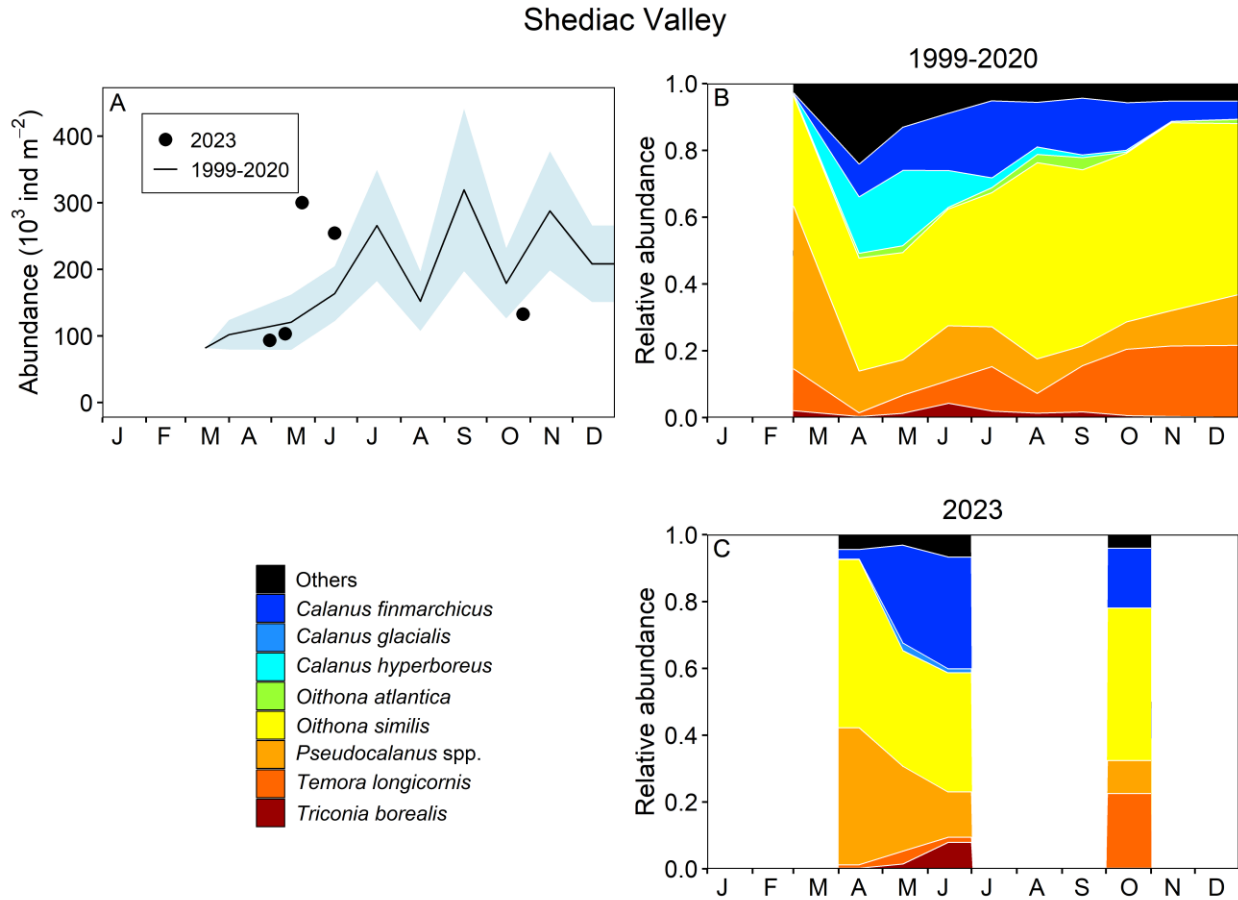 Shediac Valley
A
2023
1999-2020
Abundance (10³ ind m⁻²)
400
300
200
100
0
J F M A M J J A S O N D
1999-2020
B
Relative abundance
1.0
0.8
0.6
0.4
0.2
0.0
J F M A M J J A S O N D
Others
Calanus finmarchicus
Calanus glacialis
Calanus hyperboreus
Oithona atlantica
Oithona similis
Pseudocalanus spp.
Temora longicornis
Triconia borealis
2023
C
Relative abundance
1.0
0.8
0.6
0.4
0.2
0.0
J F M A M J J A S O N D